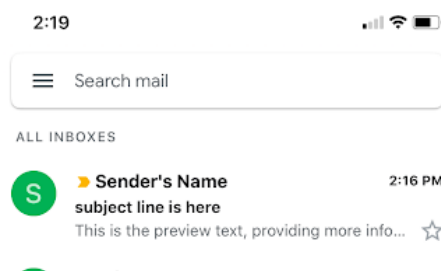 2:19
Search mail
ALL INBOXES
S
Sender's Name 2:16 PM
subject line is here
This is the preview text, providing more info...